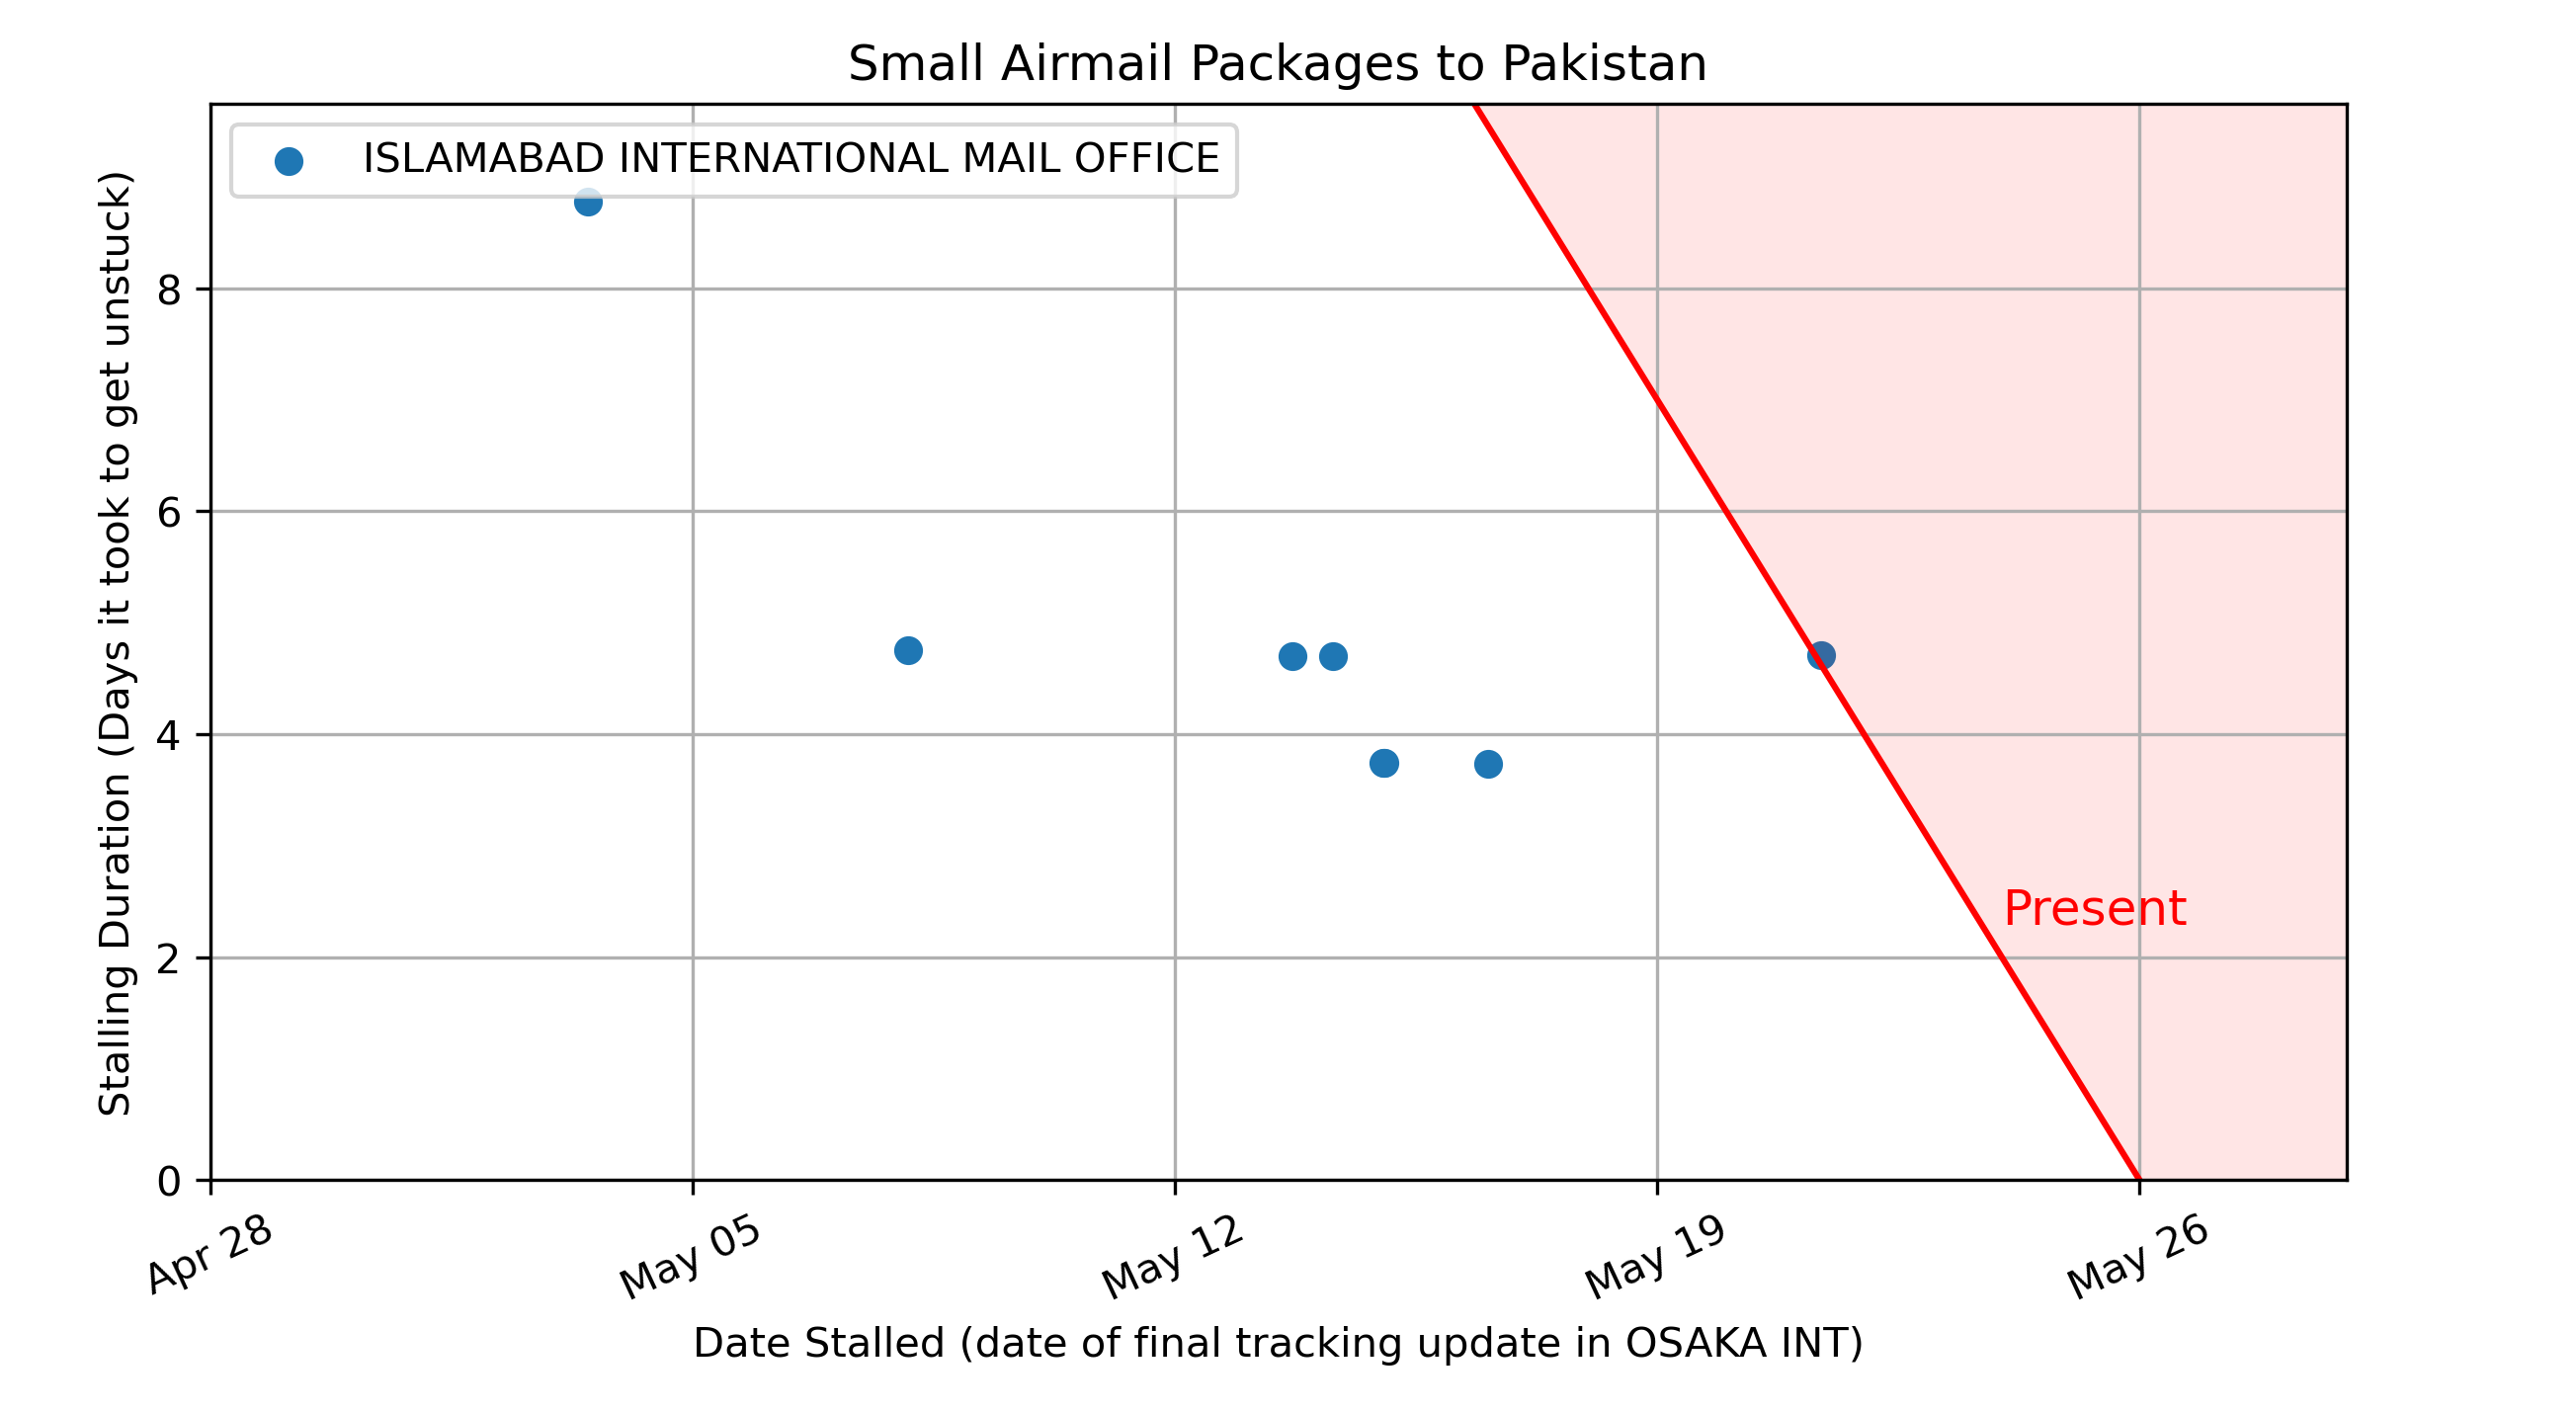 Small Airmail Packages to Pakistan
ISLAMABAD INTERNATIONAL MAIL OFFICE
Stalling Duration (Days it took to get unstuck)
8
6
4
2
0
Present
Apr 28
May 05
May 12
May 19
May 26
Date Stalled (date of final tracking update in OSAKA INT)